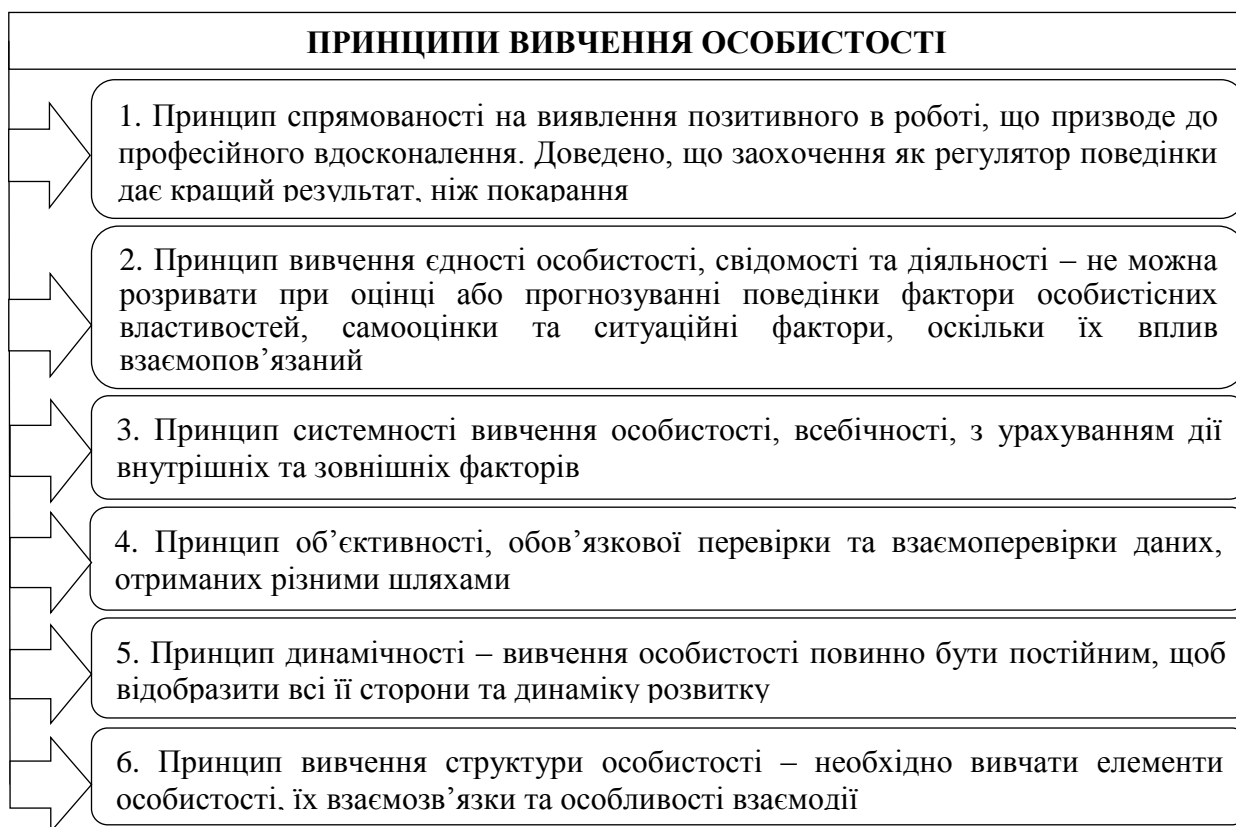 ПРИНЦИПИ ВИВЧЕННЯ ОСОБИСТОСТІ
1. Принцип спрямованості на виявлення позитивного в роботі, що призводе до
професійного вдосконалення. Доведено, що заохочення як регулятор поведінки
дає кращий результат, ніж покарання
2. Принцип вивчення єдності особистості, свідомості та діяльності – не можна
розривати при оцінці або прогнозуванні поведінки фактори особистісних
властивостей, самооцінки та ситуаційні фактори, оскільки їх вплив
взаємопов’язаний
3. Принцип системності вивчення особистості, всебічності, з урахуванням дії
внутрішніх та зовнішніх факторів
4. Принцип об’єктивності, обов’язкової перевірки та взаємоперевірки даних,
отриманих різними шляхами
5. Принцип динамічності – вивчення особистості повинно бути постійним, щоб
відобразити всі її сторони та динаміку розвитку
6. Принцип вивчення структури особистості – необхідно вивчати елементи
особистості, їх взаємозв’язки та особливості взаємодії